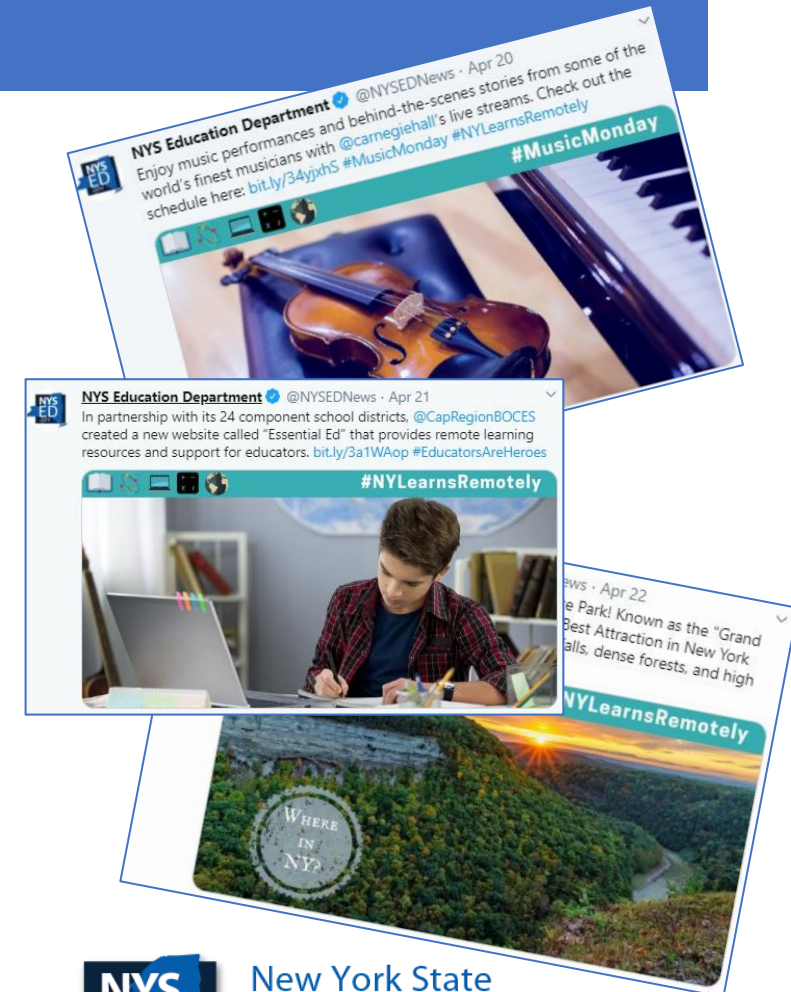 NYS Education Department @NYSEDNews · Apr 20
Enjoy music performances and behind-the-scenes stories from some of the
world's finest musicians with @carnegiehall's live streams. Check out the
schedule here: bit.ly/34yjxhS #MusicMonday #NYLearnsRemotely
#MusicMonday
NYS
ED
NYS Education Department @NYSEDNews · Apr 21
In partnership with its 24 component school districts, @CapRegionBOCES
created a new website called "Essential Ed" that provides remote learning
resources and support for educators. bit.ly/3a1WAop #EducatorsAreHeroes
NYS
ED
#NYLearnsRemotely
ews · Apr 22
e Park! Known as the "Grand
Best Attraction in New York
alls, dense forests, and high
NYLearnsRemotely
WHERE
IN
NY?
NYS
New York State